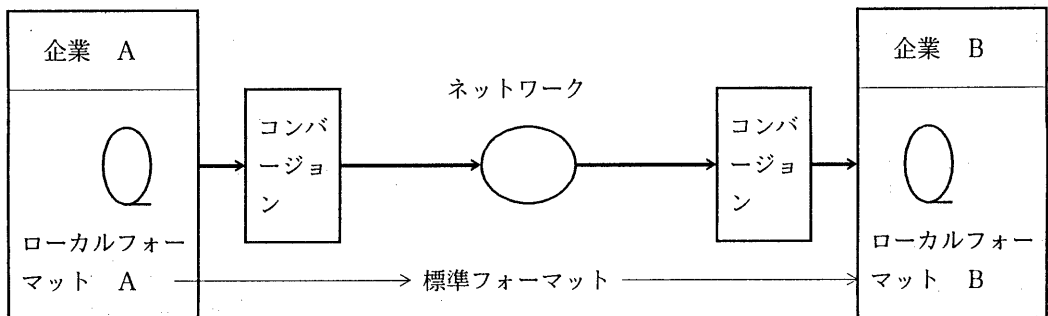 企業 A
企業 B
ネットワーク
コンバ
ージョ
ン
コンバ
ージョ
ン
ローカルフォー
マット A
標準フォーマット
ローカルフォー
マット B